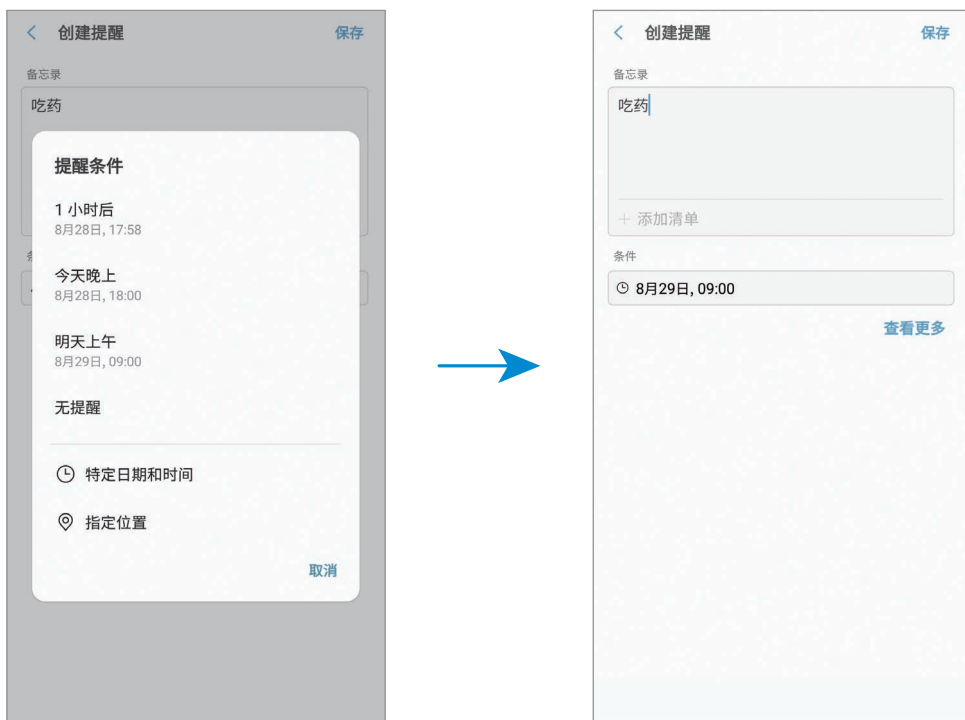 创建提醒
保存
备忘录
吃药
提醒条件
1 小时后
8月28日, 17:58
今天晚上
8月28日, 18:00
明天上午
8月29日, 09:00
无提醒
特定日期和时间
指定位置
取消
创建提醒
保存
备忘录
吃药
添加清单
条件
8月29日, 09:00
查看更多